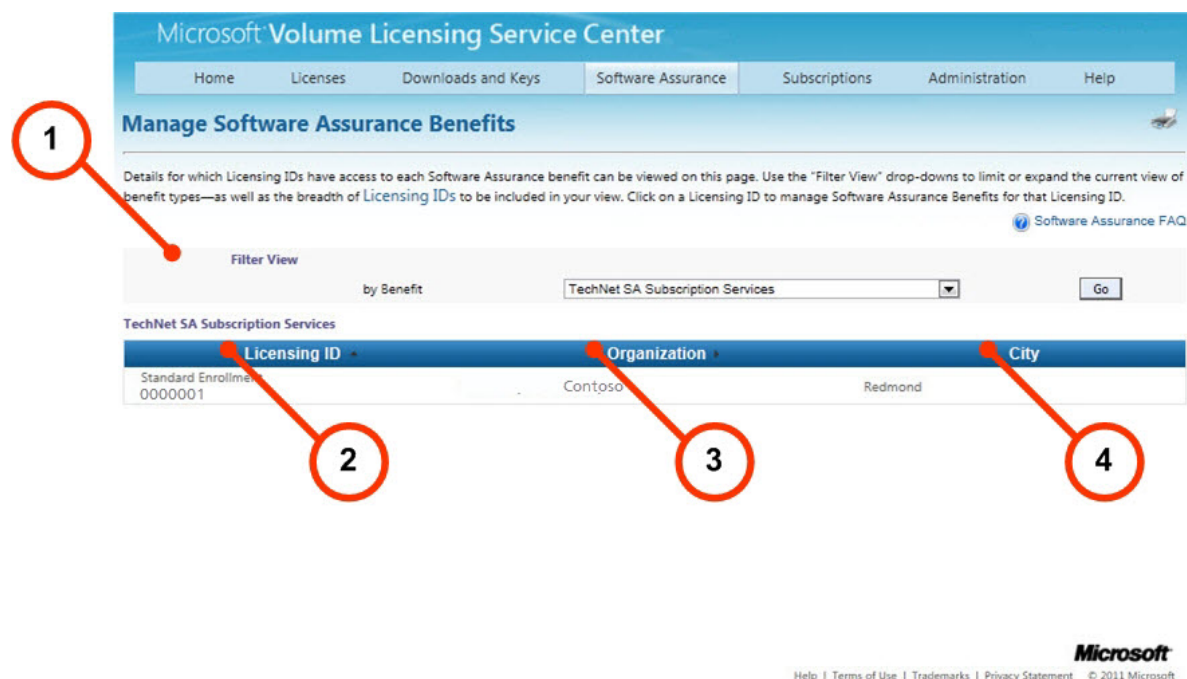 Microsoft Volume Licensing Service Center
Home Licenses Downloads and Keys Software Assurance Subscriptions Administration Help
1
Manage Software Assurance Benefits
Details for which Licensing IDs have access to each Software Assurance benefit can be viewed on this page. Use the "Filter View" drop-downs to limit or expand the current view of
benefit types—as well as the breadth of Licensing IDs to be included in your view. Click on a Licensing ID to manage Software Assurance Benefits for that Licensing ID.
Software Assurance FAQ
Filter View
by Benefit TechNet SA Subscription Services Go
TechNet SA Subscription Services
Licensing ID Organization City
Standard Enrollment
0000001 Contoso Redmond
2 3 4
Microsoft
Help | Terms of Use | Trademarks | Privacy Statement © 2011 Microsoft